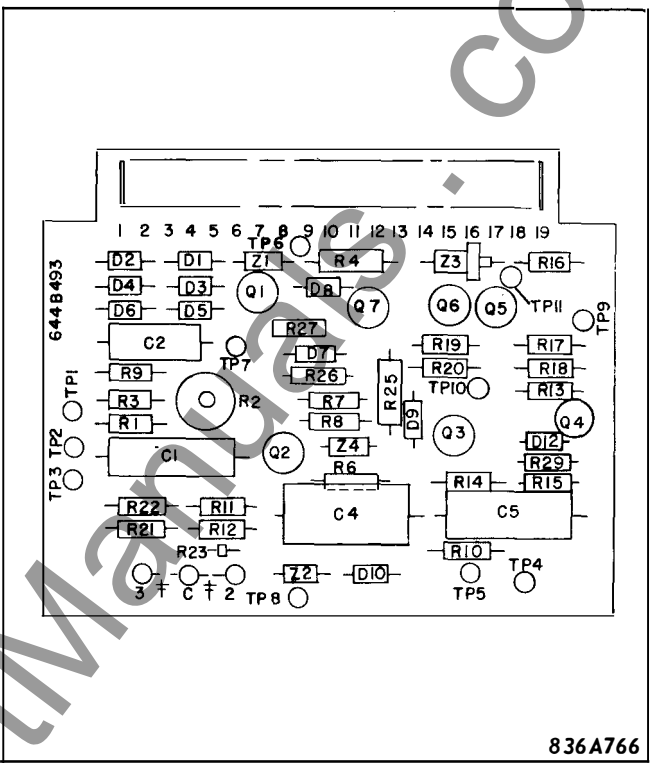 1 2 3 4 5 6 7 8 9 10 11 12 13 14 15 16 17 18 19
TP6
D2 D1 Z1 R4 Z3 R16
644B493
D4 D3 Q1 D8 Q7 Q6 Q5 TP11
D6 D5 TP9
R27
C2 TP7 D7 R19 R17
R9 R26 R20 R18
TP1 R3 R2 R7 R25 TP10 R13
R1 R8 D9 Q3 Q4
TP2 C1 Q2 Z4 D12
TP3 R6 R29
R14 R15
R22 R11 C4 C5
R21 R12
R23 R10
3 ‡ C ‡ 2 Z2 D10 TP5 TP4
TP8
836A766
Manuals.co